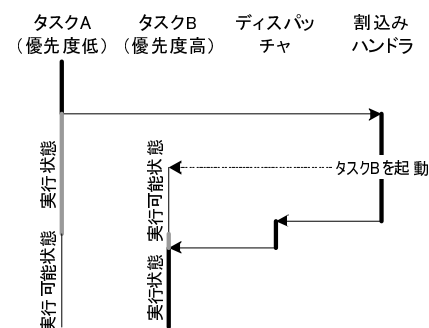 タスクA
（優先度低）
タスクB
（優先度高）
ディスパッ
チャ
割込み
ハンドラ
実行状態
実行可能状態
タスクBを起動
実行可能状態
実行状態